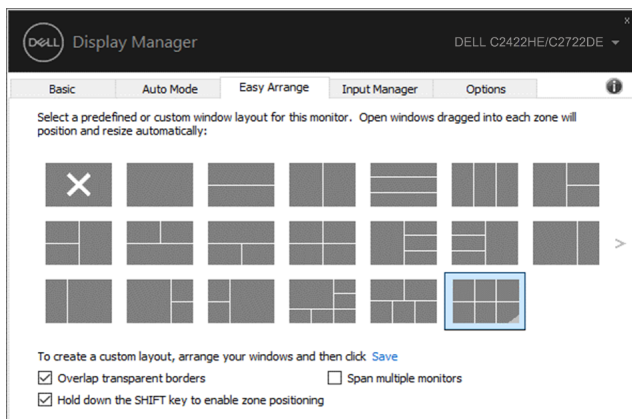 x
DELL Display Manager
DELL C2422HE/C2722DE
Basic Auto Mode Easy Arrange Input Manager Options
Select a predefined or custom window layout for this monitor. Open windows dragged into each zone will
position and resize automatically:
To create a custom layout, arrange your windows and then click Save
Overlap transparent borders Span multiple monitors
Hold down the SHIFT key to enable zone positioning